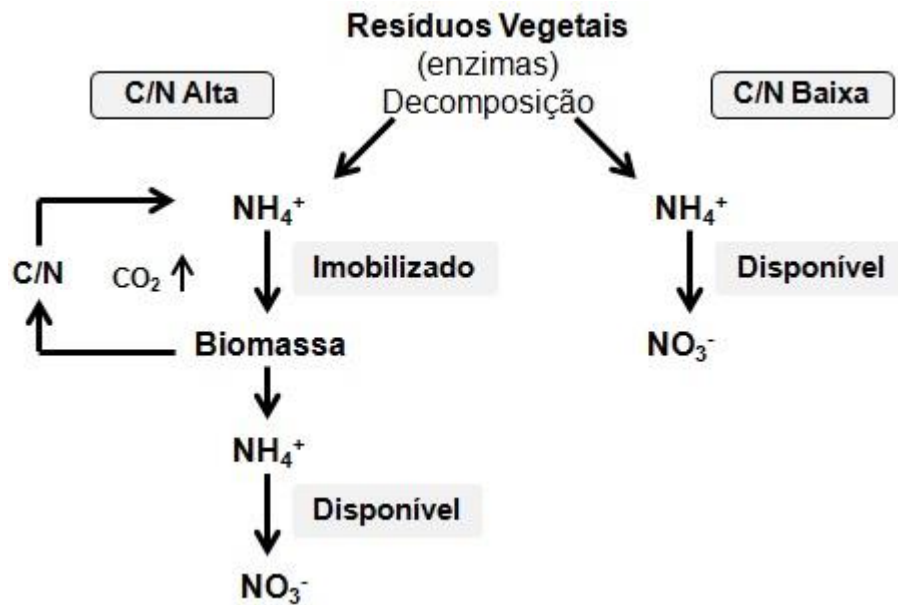 Resíduos Vegetais
(enzimas)
Decomposição
C/N Alta
C/N Baixa
NH₄⁺
NH₄⁺
C/N
CO₂
Imobilizado
Disponível
Biomassa
NO₃⁻
NH₄⁺
Disponível
NO₃⁻